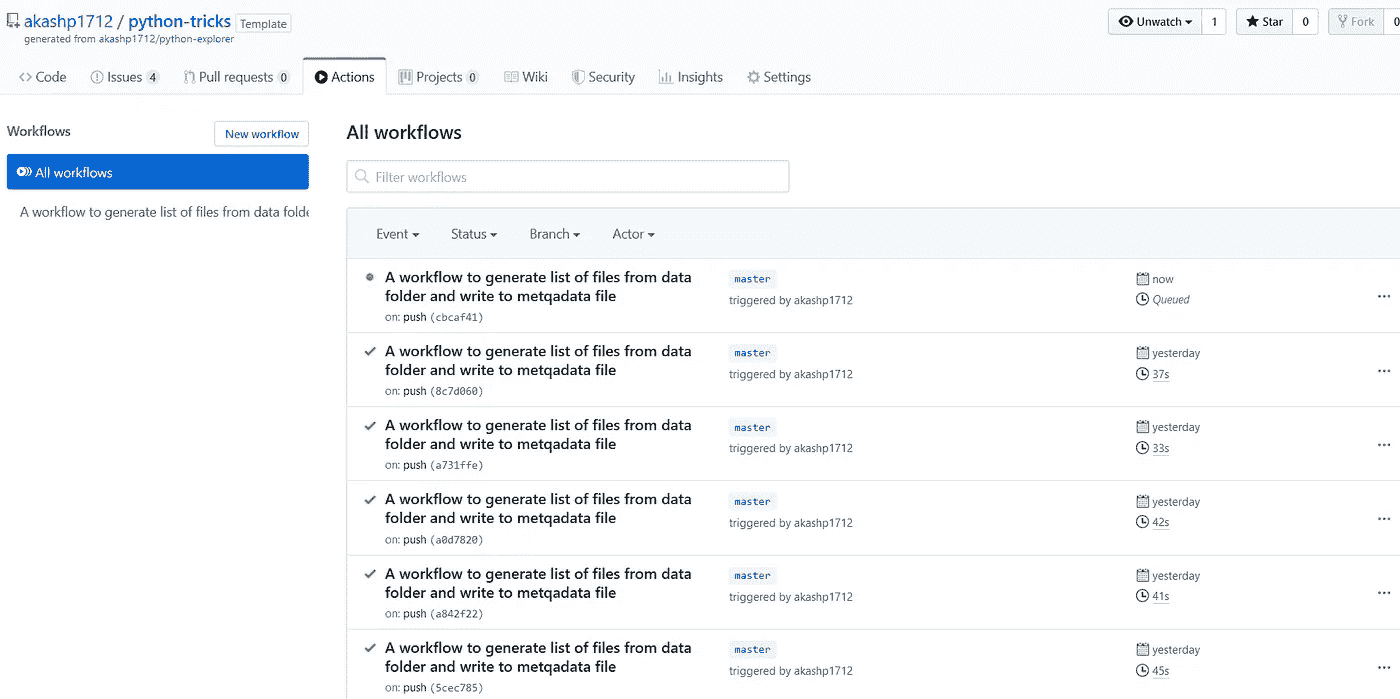 akashp1712 / python-tricks Template
generated from akashp1712/python-explorer
Unwatch 1 Star 0 Fork 0
Code Issues 4 Pull requests 0 Actions Projects 0 Wiki Security Insights Settings
Workflows
New workflow
All workflows
A workflow to generate list of files from data folde
All workflows
Filter workflows
Event Status Branch Actor
A workflow to generate list of files from data
folder and write to metqadata file
on: push (cbcaf41)
master
triggered by akashp1712
now
Queued
A workflow to generate list of files from data
folder and write to metqadata file
on: push (8c7d060)
master
triggered by akashp1712
yesterday
37s
A workflow to generate list of files from data
folder and write to metqadata file
on: push (a731ffe)
master
triggered by akashp1712
yesterday
33s
A workflow to generate list of files from data
folder and write to metqadata file
on: push (a0d7820)
master
triggered by akashp1712
yesterday
42s
A workflow to generate list of files from data
folder and write to metqadata file
on: push (a842f22)
master
triggered by akashp1712
yesterday
41s
A workflow to generate list of files from data
folder and write to metqadata file
on: push (5cec785)
master
triggered by akashp1712
yesterday
45s